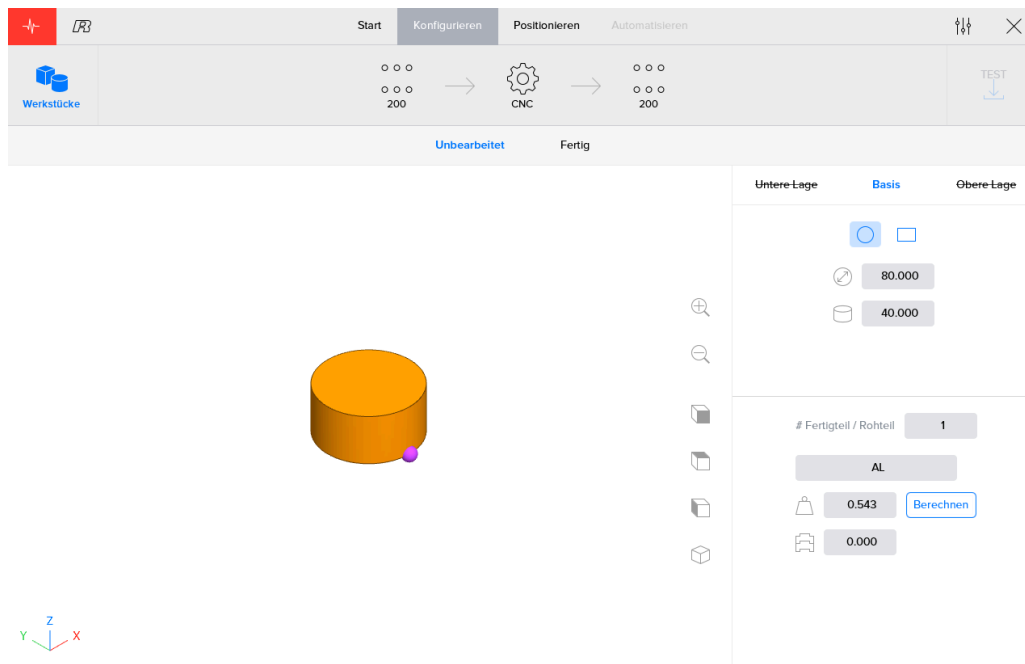 Start Konfigurieren Positionieren Automatisieren
Werkstücke
200 CNC 200
TEST
Unbearbeitet Fertig
Untere Lage Basis Obere Lage
80.000
40.000
# Fertigteil / Rohteil 1
AL
0.543 Berechnen
0.000
Z
Y X